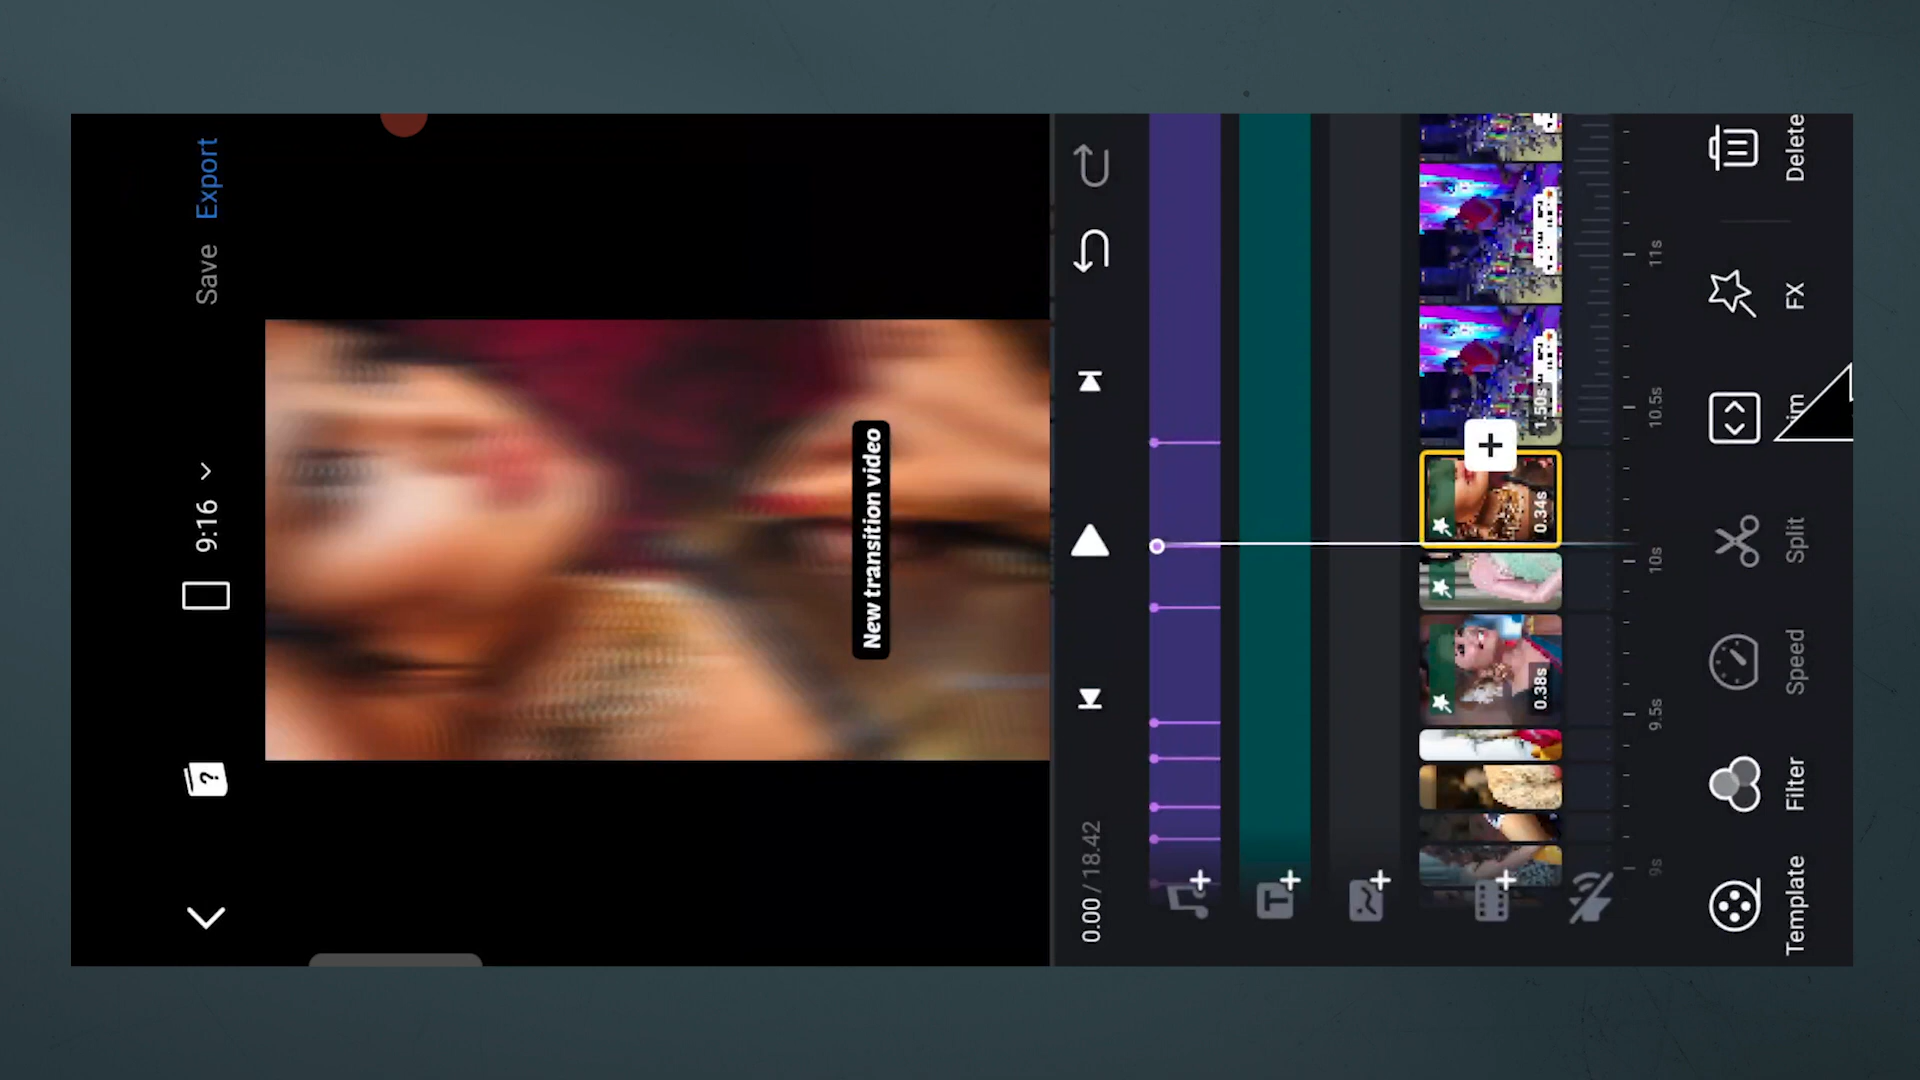 9:16
Save
Export
New transition video
0.00 / 18.42
0.38s
0.34s
1.50s
9s
9.5s
10s
10.5s
11s
Template
Filter
Speed
Split
FX
Delete